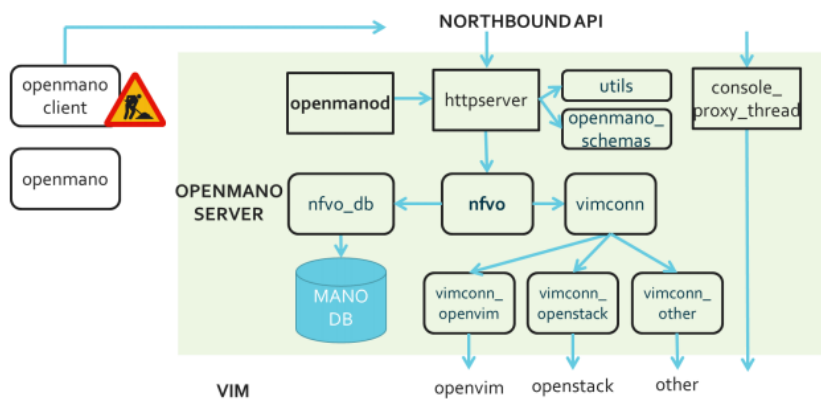 NORTHBOUND API
openmano
client
openmanod
httpserver
utils
openmano_
schemas
console_
proxy_thread
openmano
OPENMANO
SERVER
nfvo_db
nfvo
vimconn
MANO
DB
vimconn_
openvim
vimconn_
openstack
vimconn_
other
VIM
openvim
openstack
other